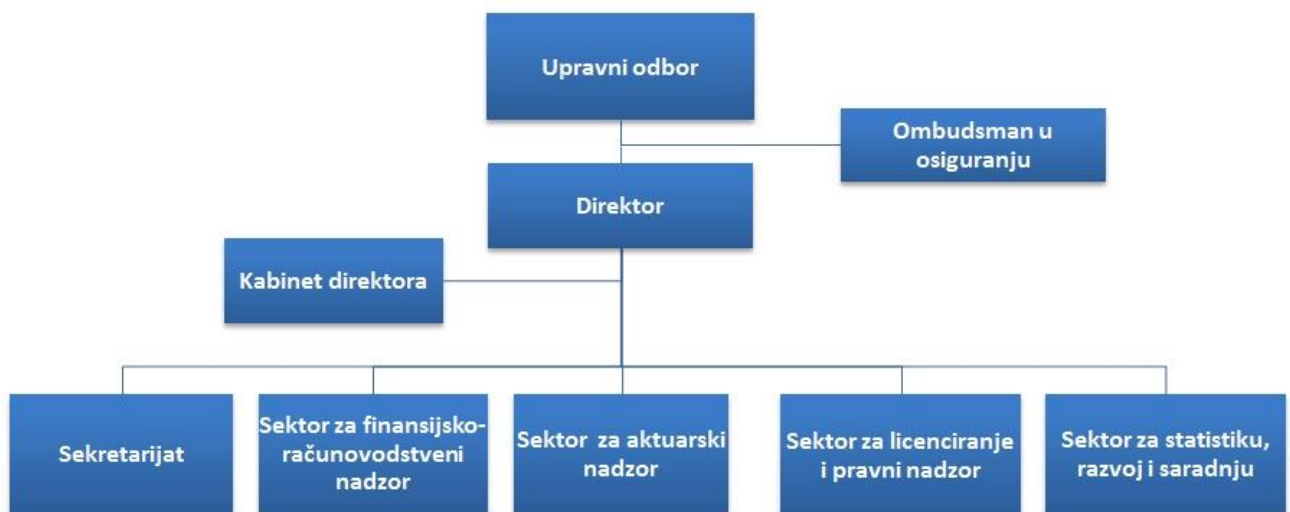 Upravni odbor
Ombudsman u
osiguranju
Direktor
Kabinet direktora
Sekretarijat
Sektor za finansijsko-
računovodstveni
nadzor
Sektor za aktuarski
nadzor
Sektor za licenciranje
i pravni nadzor
Sektor za statistiku,
razvoj i saradnju